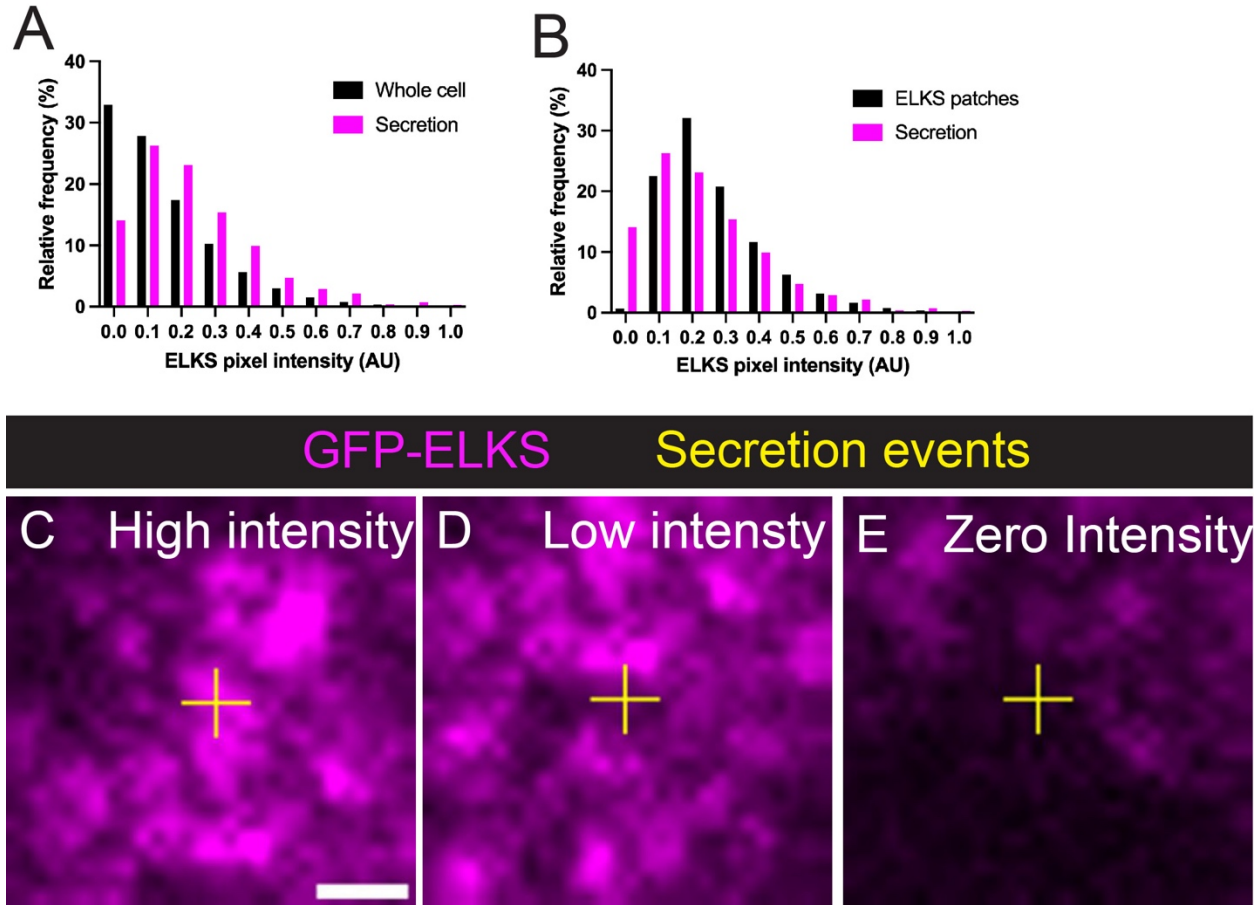 A
Relative frequency (%)
40
30
20
10
0
Whole cell
Secretion
0.0 0.1 0.2 0.3 0.4 0.5 0.6 0.7 0.8 0.9 1.0
ELKS pixel intensity (AU)
B
Relative frequency (%)
40
30
20
10
0
ELKS patches
Secretion
0.0 0.1 0.2 0.3 0.4 0.5 0.6 0.7 0.8 0.9 1.0
ELKS pixel intensity (AU)
GFP-ELKS Secretion events
C High intensity
D Low intensty
E Zero Intensity